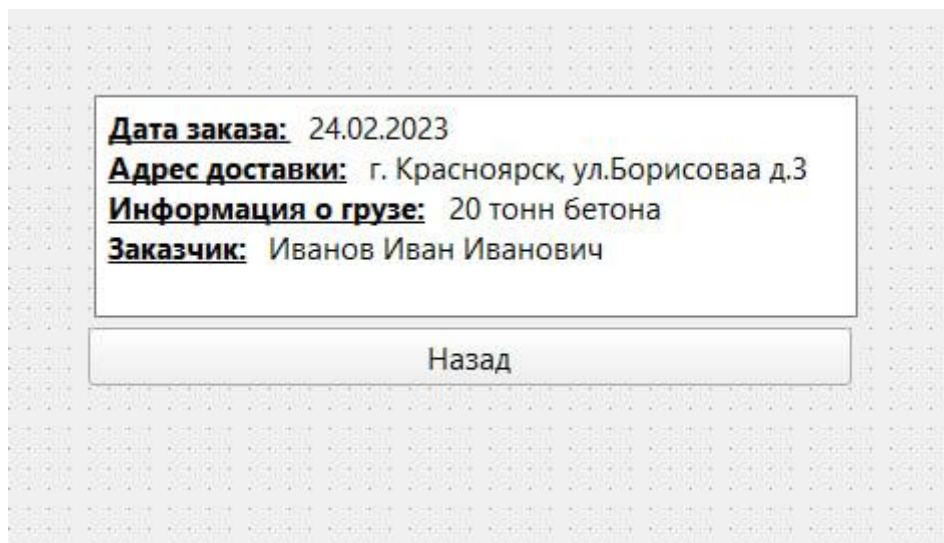 Дата заказа: 24.02.2023
Адрес доставки: г. Красноярск, ул.Борисоваа д.3
Информация о грузе: 20 тонн бетона
Заказчик: Иванов Иван Иванович
Назад